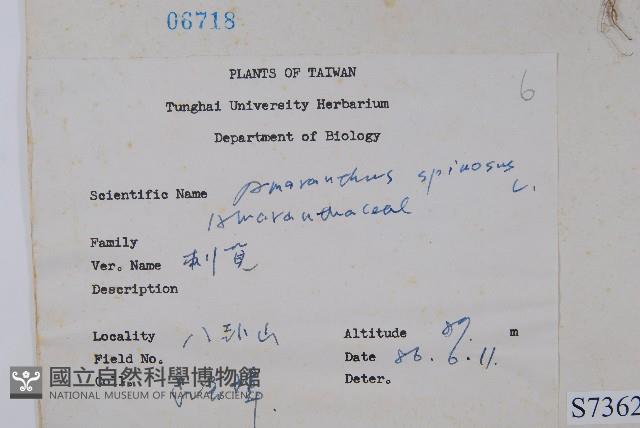 06718
PLANTS OF TAIWAN
6
Tunghai University Herbarium
Department of Biology
Scientific Name Amaranthus spinosus L.
Amaranthaceae
Family
Ver. Name 刺莧
Description
Locality 八卦山 Altitude 89. m
Field No. Date 86.6.11.
Deter.
國立自然科學博物館
NATIONAL MUSEUM OF NATURAL SCIENCE
S7362